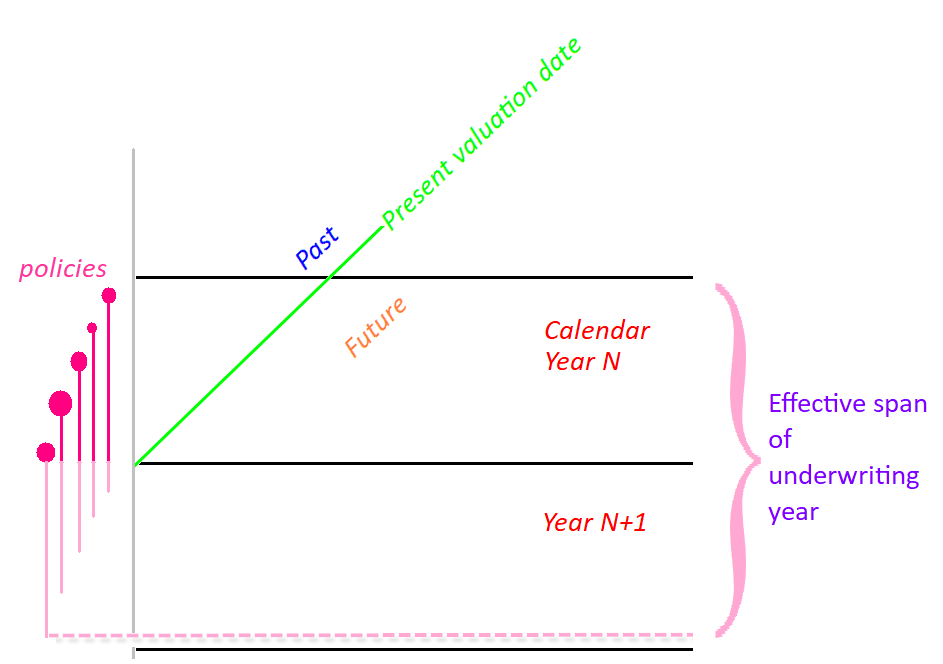 Present valuation date
Past
policies
Future
Calendar
Year N
Effective span
of
underwriting
year
Year N+1